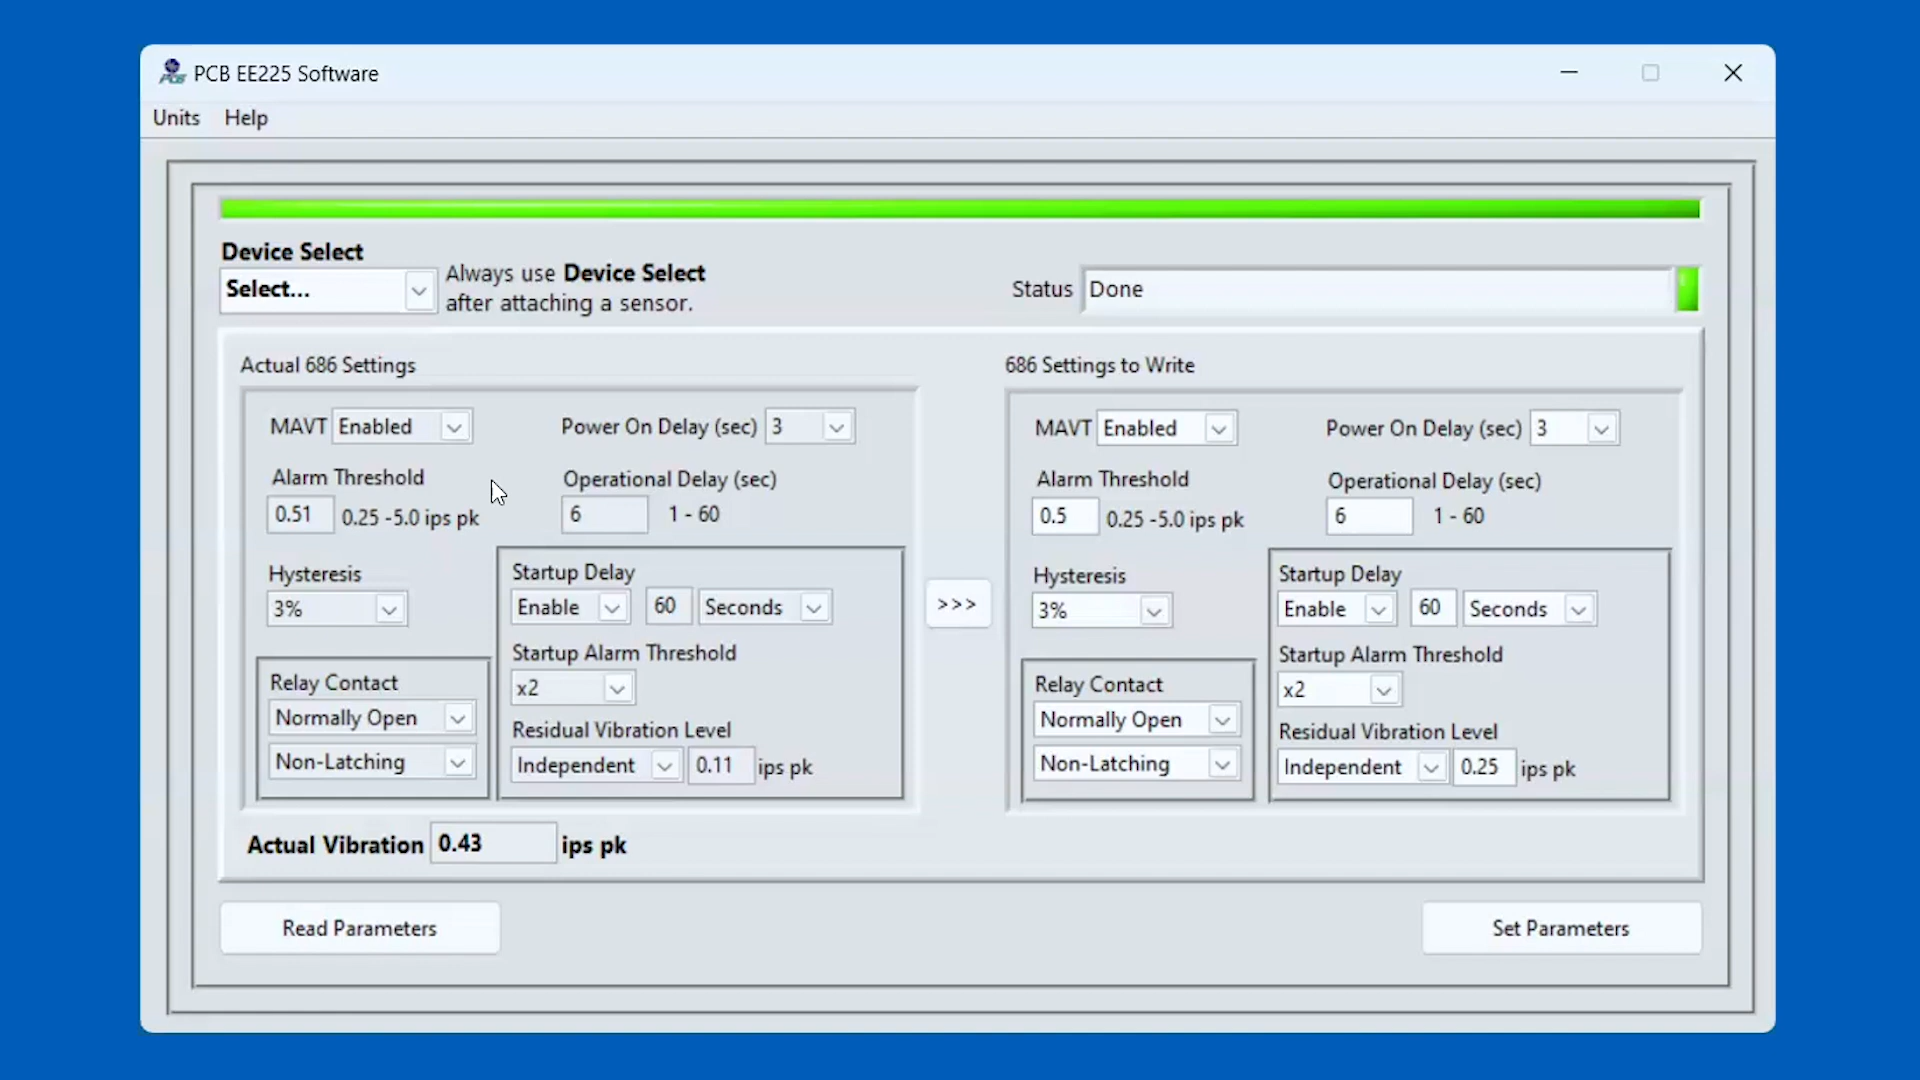 PCB EE225 Software
Units Help
Device Select
Select...
Always use Device Select
after attaching a sensor.
Status Done
Actual 686 Settings
MAVT Enabled
Power On Delay (sec) 3
Alarm Threshold
0.51 0.25 -5.0 ips pk
Operational Delay (sec)
6 1 - 60
Hysteresis
3%
Startup Delay
Enable 60 Seconds
Startup Alarm Threshold
x2
Relay Contact
Normally Open
Non-Latching
Residual Vibration Level
Independent 0.11 ips pk
Actual Vibration 0.43 ips pk
>>>
686 Settings to Write
MAVT Enabled
Power On Delay (sec) 3
Alarm Threshold
0.5 0.25 -5.0 ips pk
Operational Delay (sec)
6 1 - 60
Hysteresis
3%
Startup Delay
Enable 60 Seconds
Startup Alarm Threshold
x2
Relay Contact
Normally Open
Non-Latching
Residual Vibration Level
Independent 0.25 ips pk
Read Parameters
Set Parameters